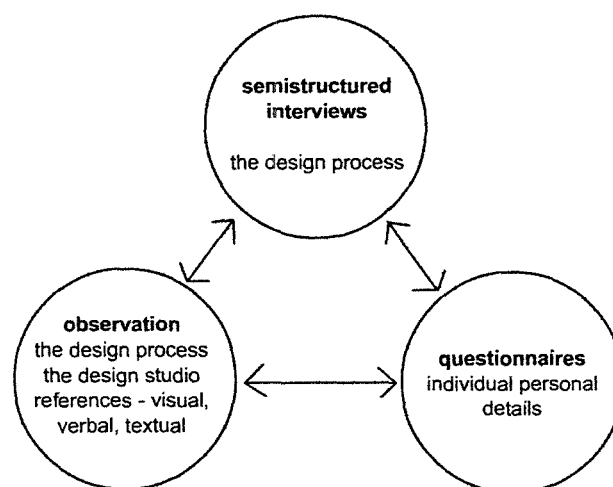 semistructured
interviews
the design process
observation
the design process
the design studio
references - visual,
verbal, textual
questionnaires
individual personal
details